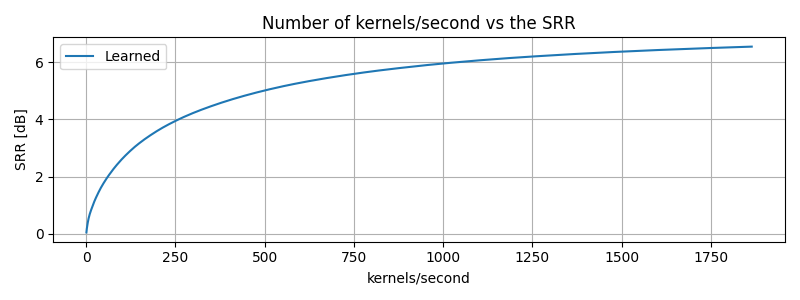 Number of kernels/second vs the SRR
Learned
SRR [dB]
6
4
2
0
0 250 500 750 1000 1250 1500 1750
kernels/second